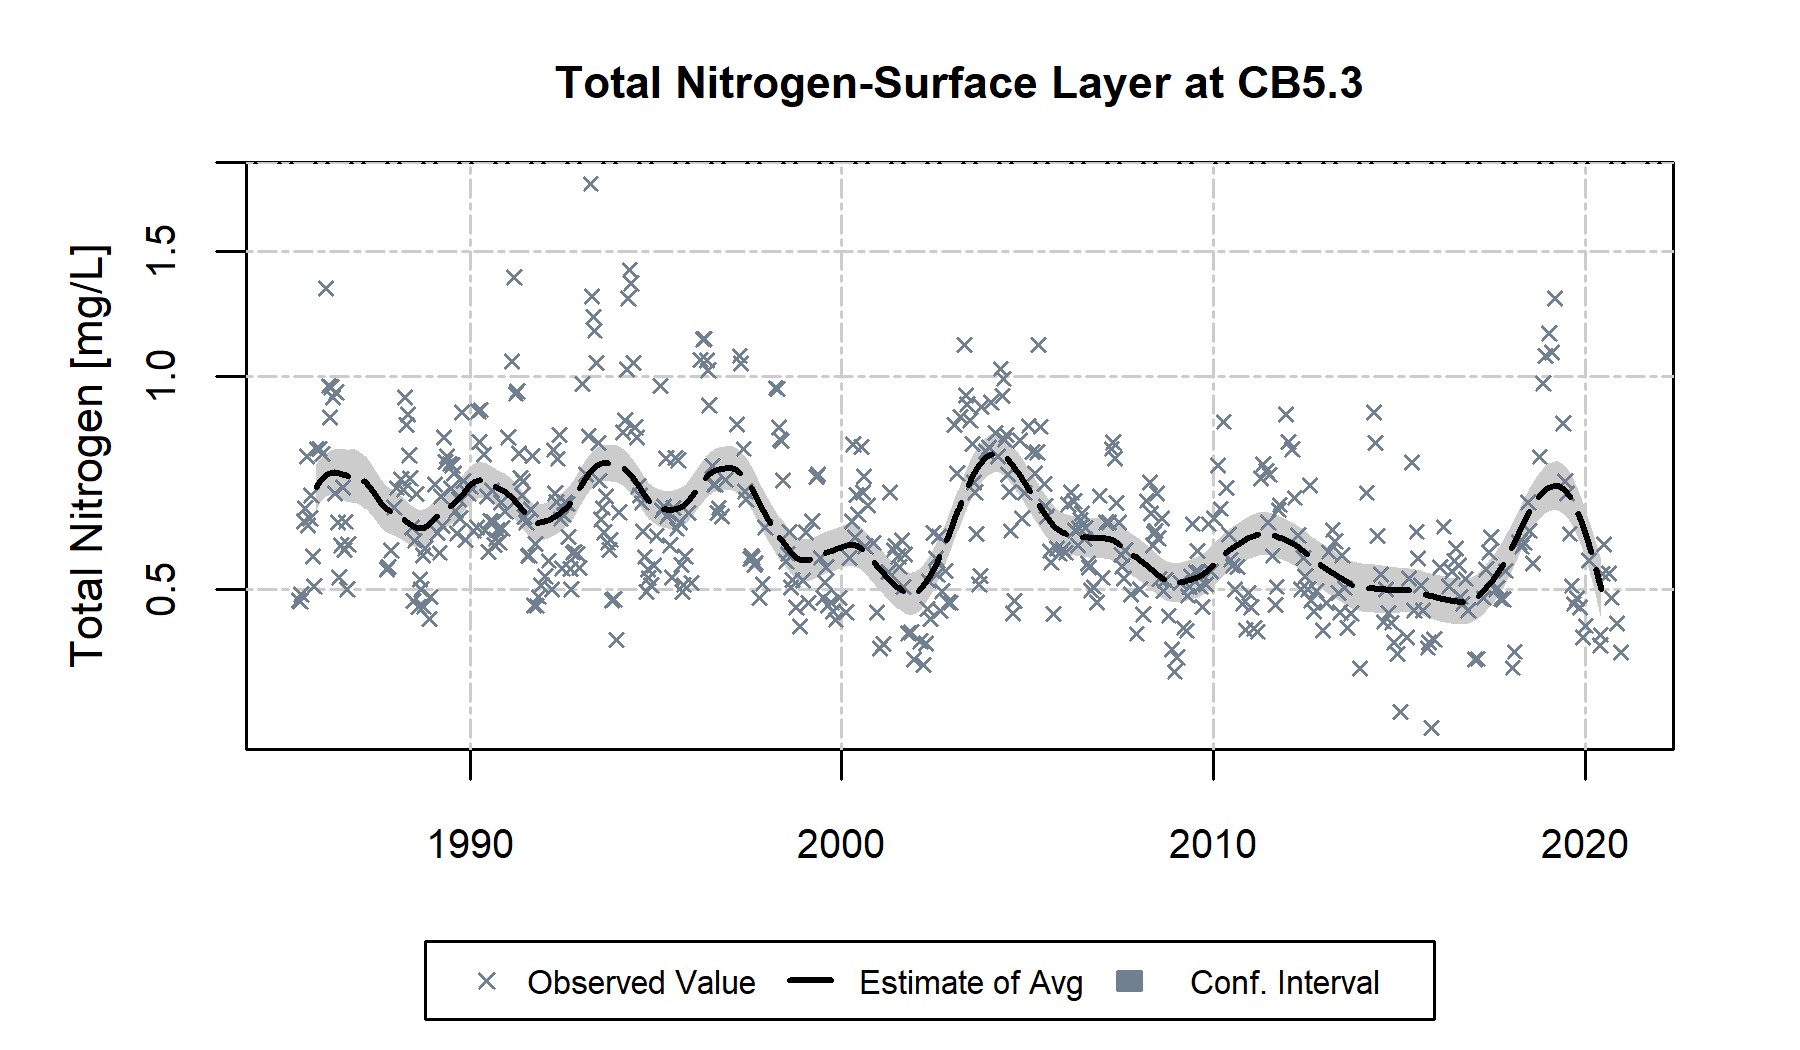 Total Nitrogen-Surface Layer at CB5.3
Total Nitrogen [mg/L]
1.5
1.0
0.5
1990 2000 2010 2020
Observed Value Estimate of Avg Conf. Interval